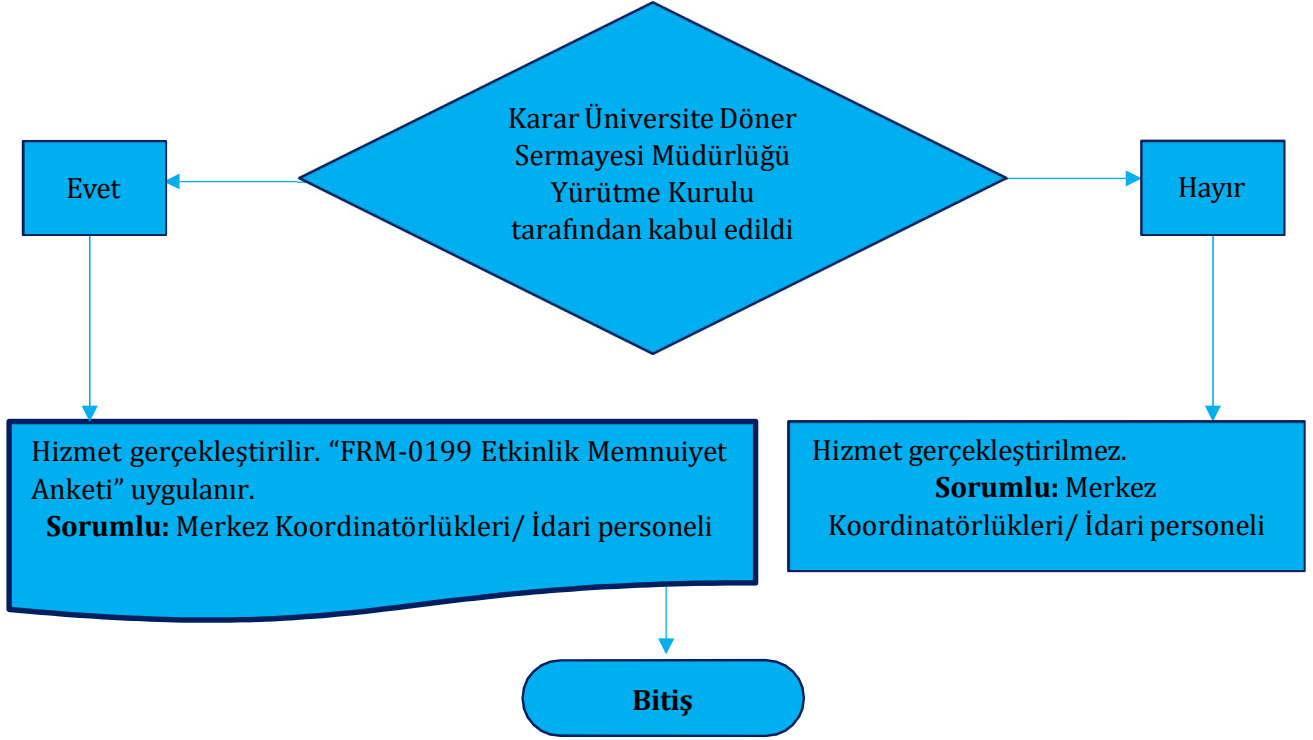 Karar Üniversite Döner
Sermayesi Müdürlüğü
Yürütme Kurulu
tarafından kabul edildi
Evet
Hayır
Hizmet gerçekleştirilir. “FRM-0199 Etkinlik Memnuiyet
Anketi” uygulanır.
Sorumlu: Merkez Koordinatörlükleri/ İdari personeli
Hizmet gerçekleştirilmez.
Sorumlu: Merkez
Koordinatörlükleri/ İdari personeli
Bitiş